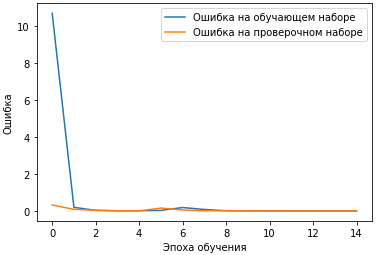 Ошибка на обучающем наборе
Ошибка на проверочном наборе
Ошибка
10
8
6
4
2
0
0 2 4 6 8 10 12 14
Эпоха обучения